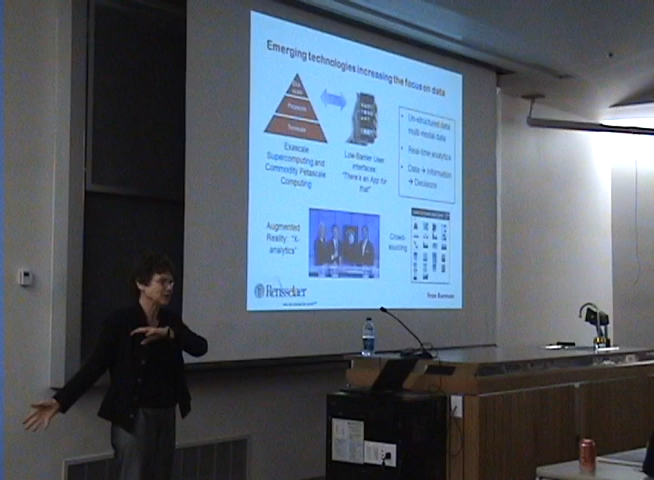 Emerging technologies increasing the focus on data
Petascale
Terascale
Exascale
Supercomputing and
Commodity Petascale
Computing
Low-Barrier User
interfaces:
"There's an App for
that"
• Un-structured data
multi-modal data
• Real-time analytics
• Data → Information
→ Decisions
Augmented
Reality: "X-
analytics"
Crowd-
sourcing
Rensselaer